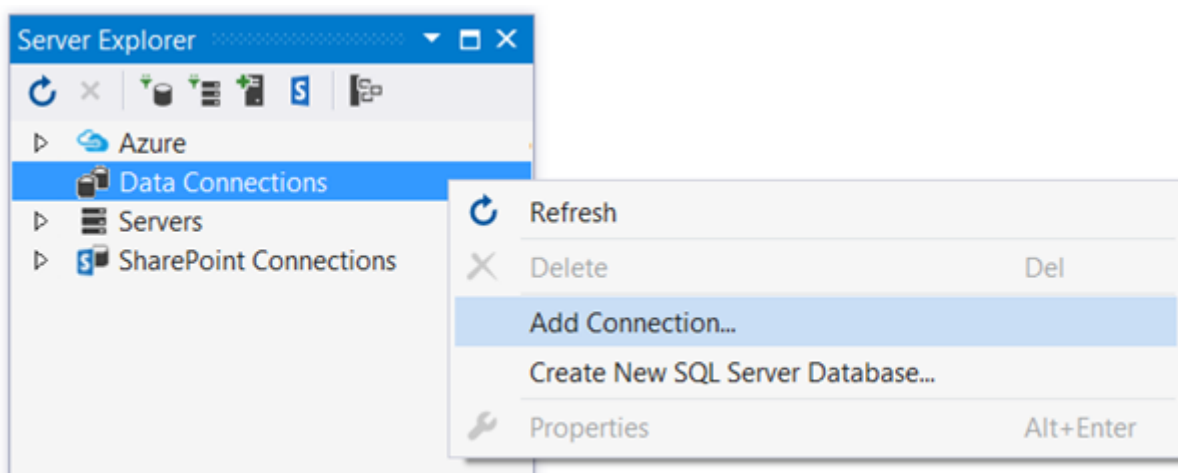 Server Explorer
Azure
Data Connections
Servers
SharePoint Connections
Refresh
Delete Del
Add Connection...
Create New SQL Server Database...
Properties Alt+Enter